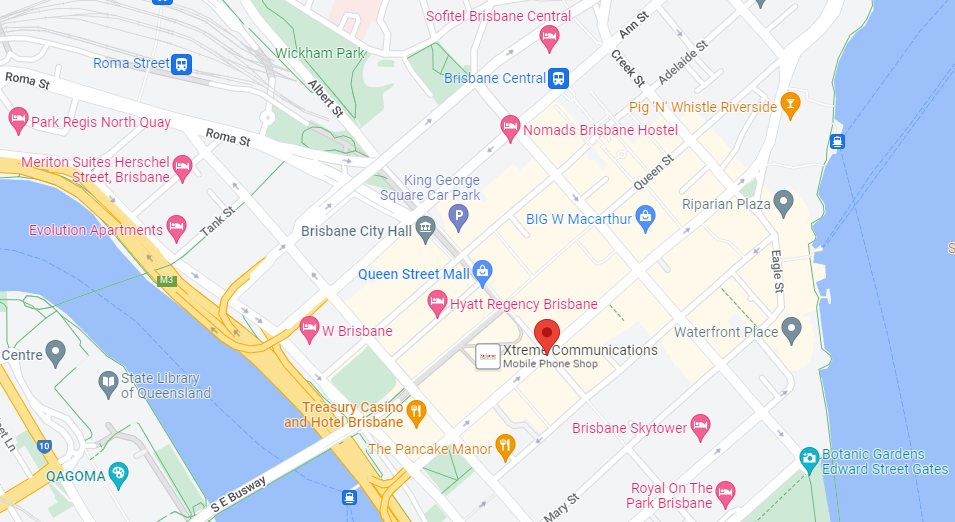 Sofitel Brisbane Central
Ann St
Wickham Park
Creek St
Adelaide St
Roma Street
Roma St
Brisbane Central
Albert St
Pig 'N' Whistle Riverside
Park Regis North Quay
Nomads Brisbane Hostel
Roma St
Meriton Suites Herschel
Street, Brisbane
Queen St
King George
Square Car Park
P
Riparian Plaza
Tank St
BIG W Macarthur
Evolution Apartments
Brisbane City Hall
Eagle St
Queen Street Mall
M3
Hyatt Regency Brisbane
W Brisbane
Waterfront Place
Centre
Xtreme Communications
Mobile Phone Shop
State Library
of Queensland
Treasury Casino
and Hotel Brisbane
Brisbane Skytower
10
The Pancake Manor
Botanic Gardens
Edward Street Gates
QAGOMA
S E Busway
Royal On The
Park Brisbane
Mary St